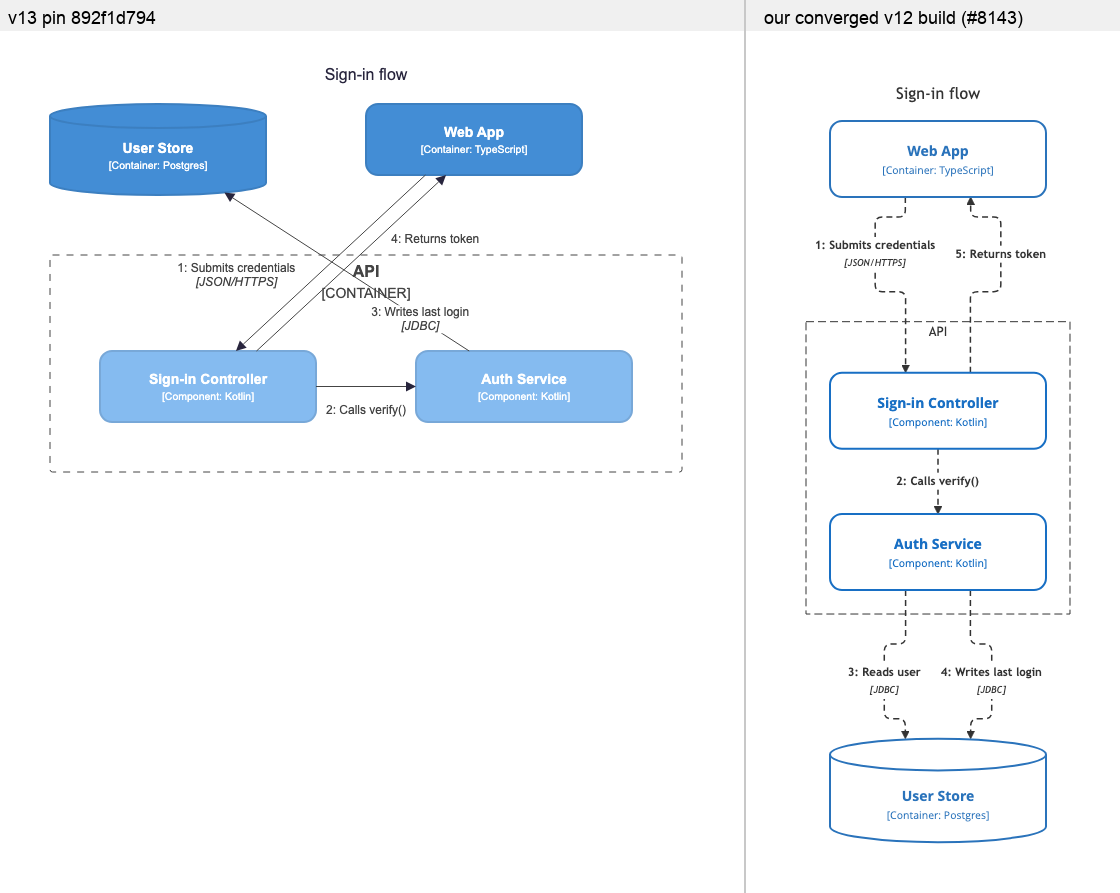 v13 pin 892f1d794
Sign-in flow
User Store
[Container: Postgres]
Web App
[Container: TypeScript]
4: Returns token
1: Submits credentials
[JSON/HTTPS]
API
[CONTAINER]
3: Writes last login
[JDBC]
Sign-in Controller
[Component: Kotlin]
Auth Service
[Component: Kotlin]
2: Calls verify()
our converged v12 build (#8143)
Sign-in flow
Web App
[Container: TypeScript]
1: Submits credentials
[JSON/HTTPS]
5: Returns token
API
Sign-in Controller
[Component: Kotlin]
2: Calls verify()
Auth Service
[Component: Kotlin]
3: Reads user
[JDBC]
4: Writes last login
[JDBC]
User Store
[Container: Postgres]